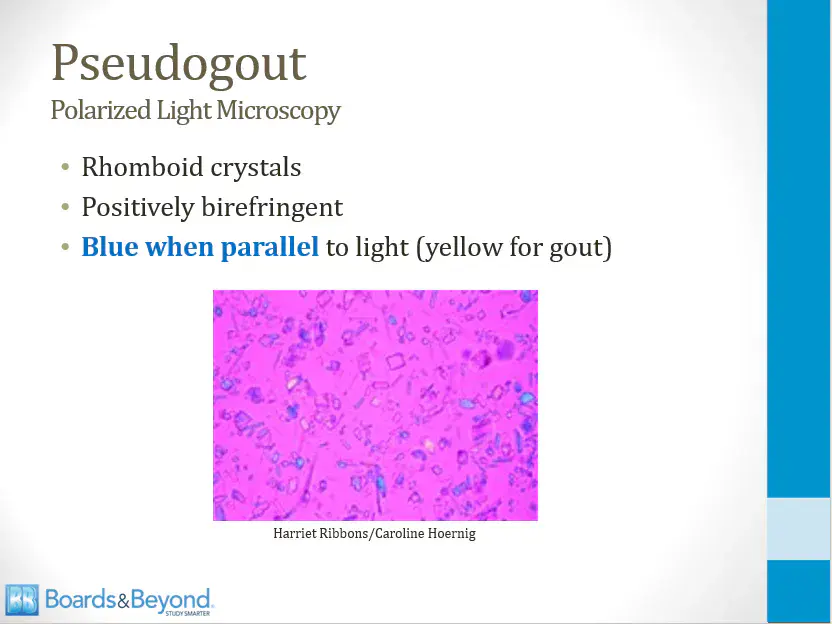 Pseudogout
Polarized Light Microscopy
• Rhomboid crystals
• Positively birefringent
• Blue when parallel to light (yellow for gout)
Harriet Ribbons/Caroline Hoernig
BB Boards&Beyond.
STUDY SMARTER